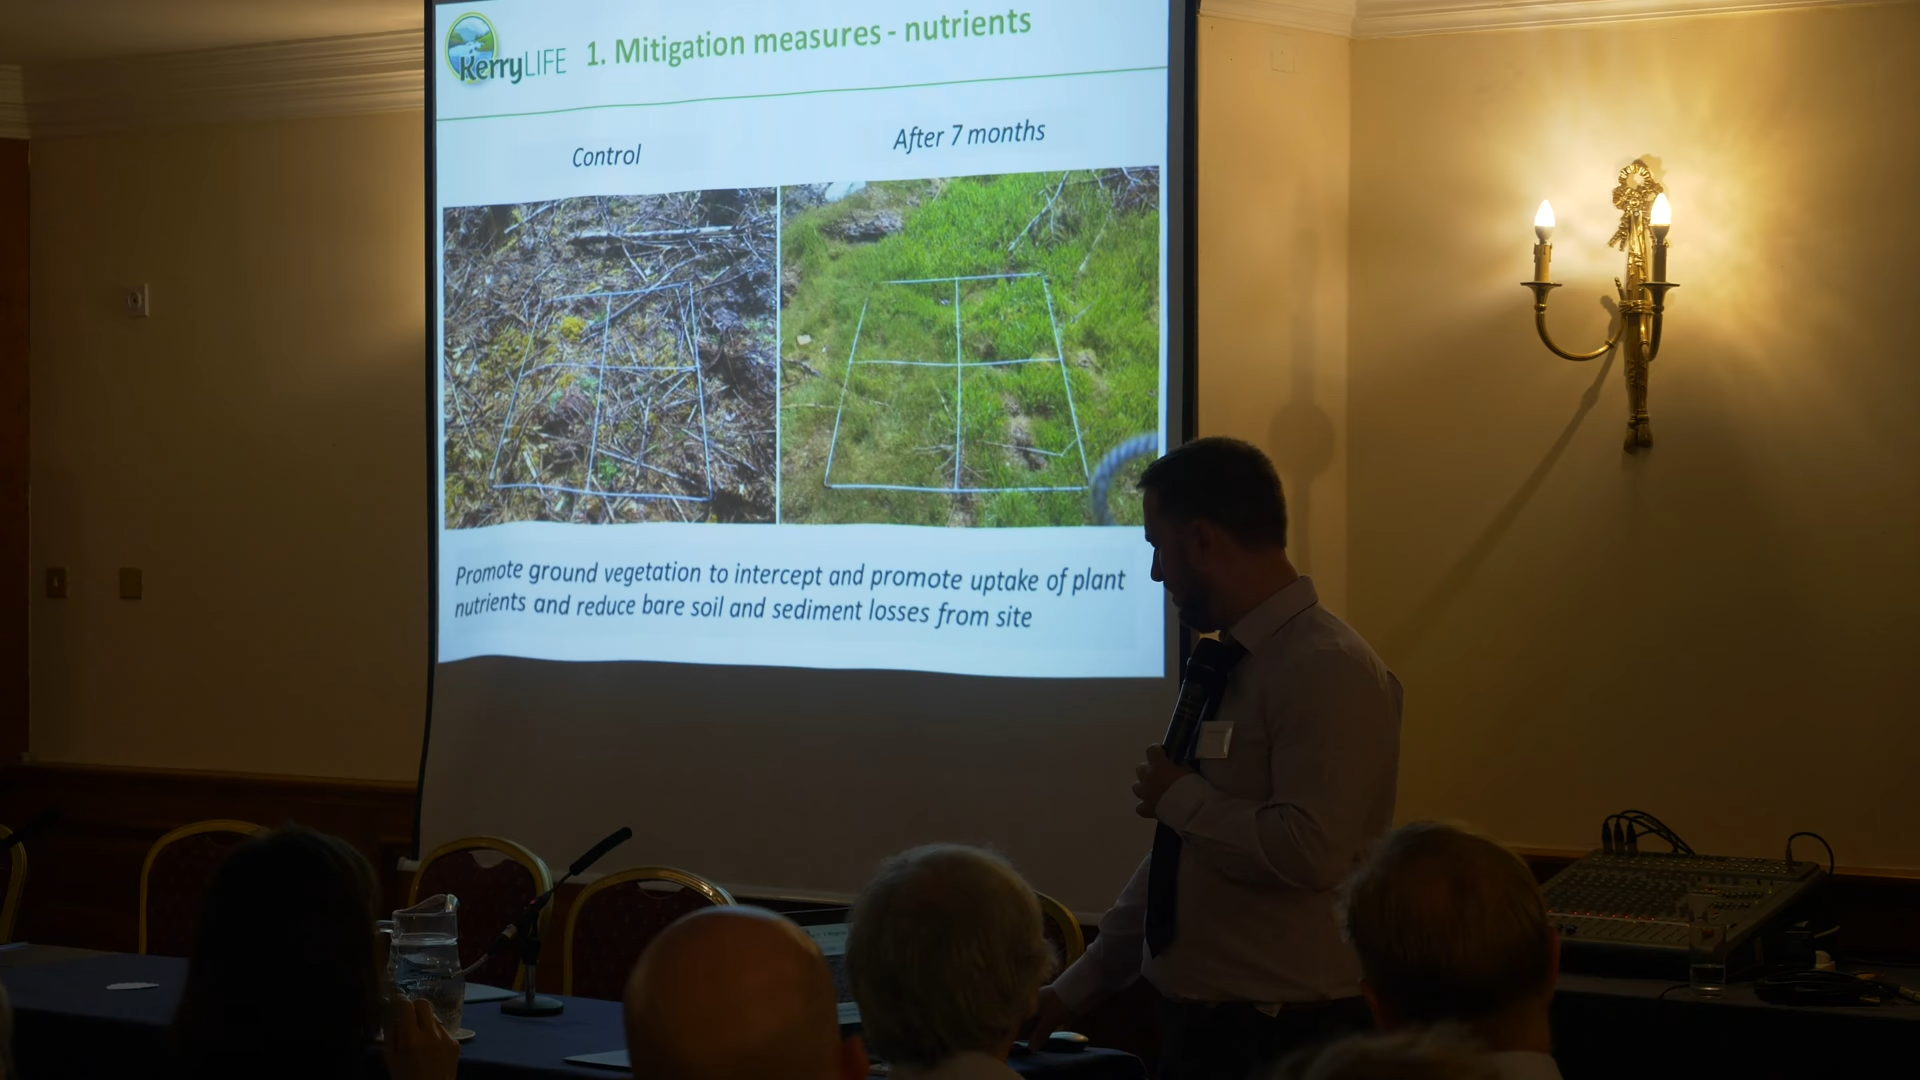 KerryLIFE
1. Mitigation measures - nutrients
Control
After 7 months
Promote ground vegetation to intercept and promote uptake of plant
nutrients and reduce bare soil and sediment losses from site